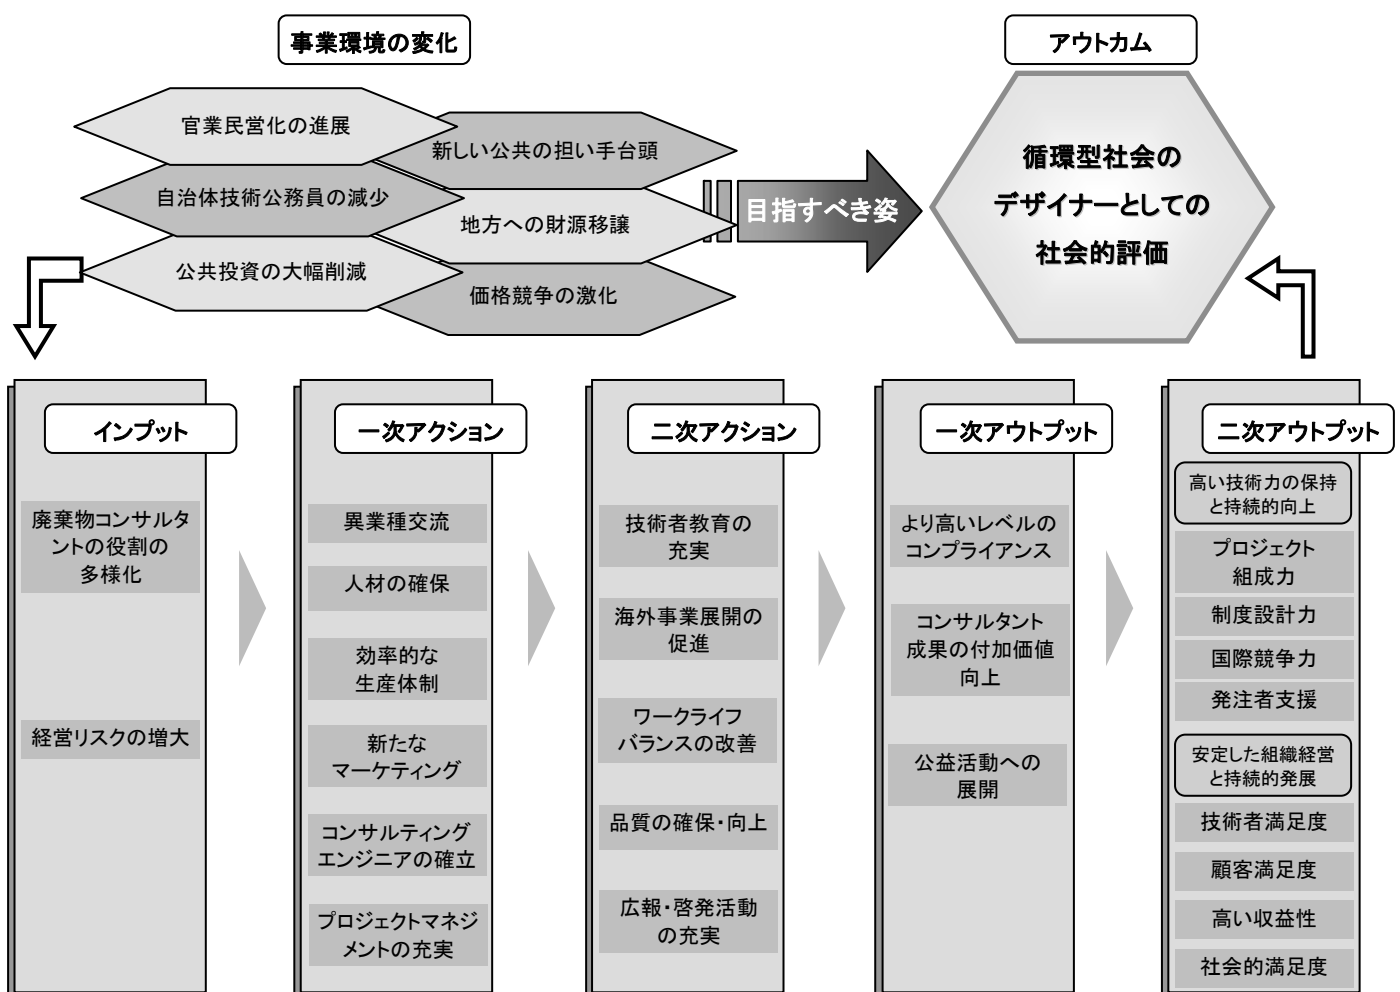 事業環境の変化
アウトカム
官業民営化の進展
新しい公共の担い手台頭
自治体技術公務員の減少
地方への財源移譲
公共投資の大幅削減
価格競争の激化
目指すべき姿
循環型社会の
デザイナーとしての
社会的評価
インプット
廃棄物コンサルタ
ントの役割の
多様化
経営リスクの増大
一次アクション
異業種交流
人材の確保
効率的な
生産体制
新たな
マーケティング
コンサルティング
エンジニアの確立
プロジェクトマネジ
メントの充実
二次アクション
技術者教育の
充実
海外事業展開の
促進
ワークライフ
バランスの改善
品質の確保・向上
広報・啓発活動
の充実
一次アウトプット
より高いレベルの
コンプライアンス
コンサルタント
成果の付加価値
向上
公益活動への
展開
二次アウトプット
高い技術力の保持
と持続的向上
プロジェクト
組成力
制度設計力
国際競争力
発注者支援
安定した組織経営
と持続的発展
技術者満足度
顧客満足度
高い収益性
社会的満足度